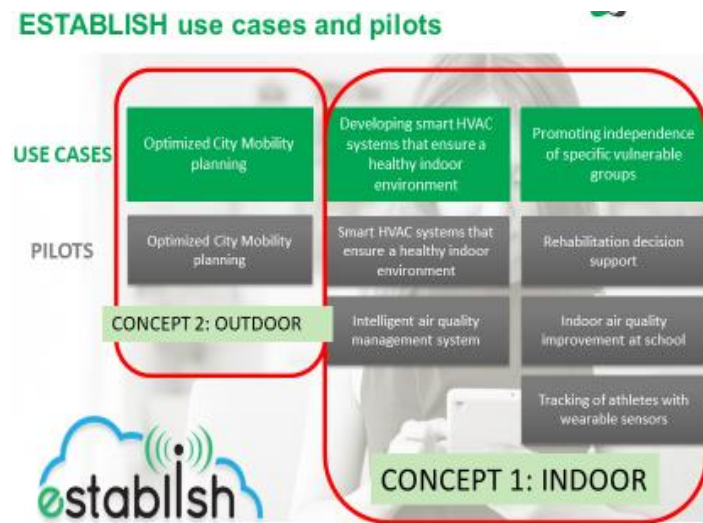 ESTABLISH use cases and pilots
USE CASES
Optimized City Mobility
planning
Developing smart HVAC
systems that ensure a
healthy indoor
environment
Promoting independence
of specific vulnerable
groups
PILOTS
Optimized City Mobility
planning
Smart HVAC systems that
ensure a healthy indoor
environment
Rehabilitation decision
support
CONCEPT 2: OUTDOOR
Intelligent air quality
management system
Indoor air quality
improvement at school
Tracking of athletes with
wearable sensors
establish
CONCEPT 1: INDOOR